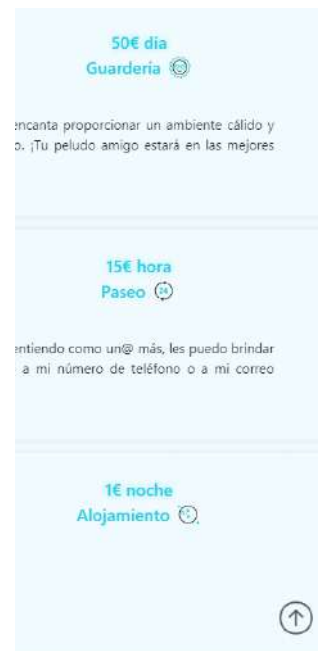 50€ dia
Guardería
encanta proporcionar un ambiente cálido y
o. ¡Tu peludo amigo estará en las mejores
15€ hora
Paseo 24
entiendo como un@ más, les puedo brindar
a mi número de teléfono o a mi correo
1€ noche
Alojamiento